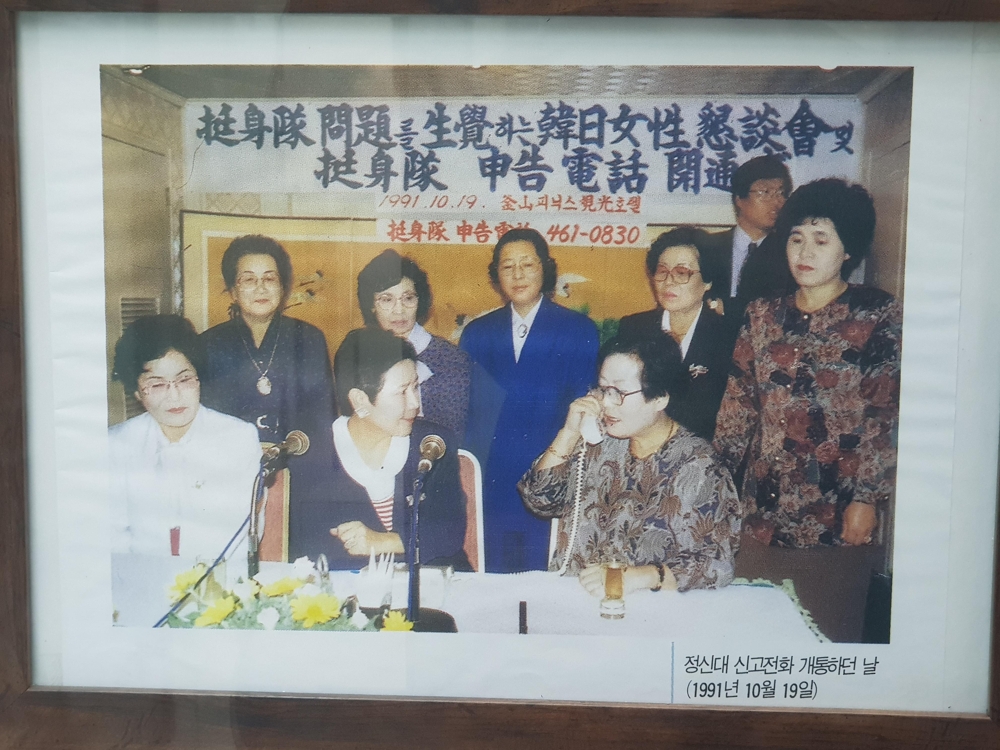 挺身隊 問題를 生覺하는 韓日女性 懇談會 및
挺身隊 申告電話 開通
1991.10.19. 釜山피닉스観光호텔
挺身隊 申告電話 461-0830
정신대 신고전화 개통하던 날
(1991년 10월 19일)